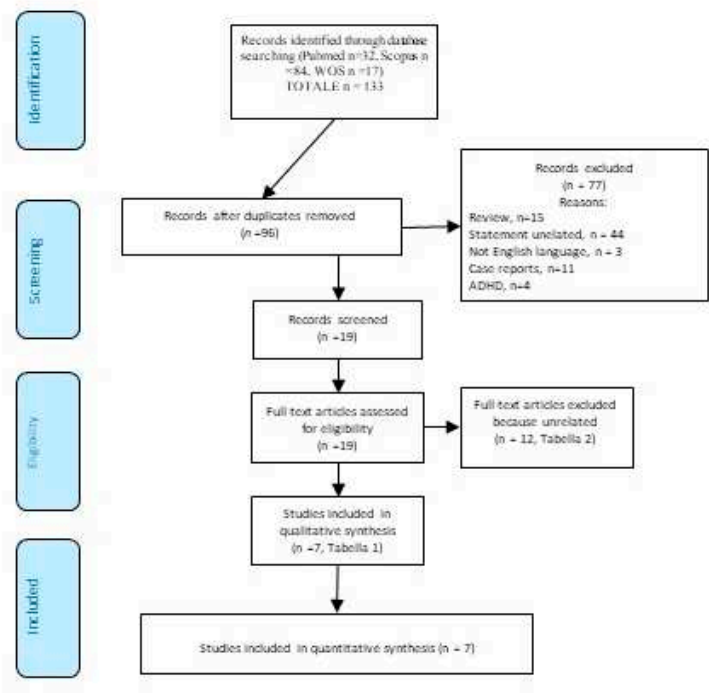 Identification
Records identified through database
searching (Pubmed n=32, Scopus n
=84, WOS n =17)
TOTALE n = 133
Records excluded
(n = 77)
Reasons:
Review, n=15
Statement unelated, n = 44
Not English language, n = 3
Case reports, n=11
ADHD, n=4
Screening
Records after duplicates removed
(n =96)
Records screened
(n =19)
Eligibility
Full text articles assessed
for eligibility
(n =19)
Full text articles excluded
because unrelated
(n = 12, Tabella 2)
Studies included in
qualitative synthesis
(n =7, Tabella 1)
Included
Studies included in quantitative synthesis (n = 7)